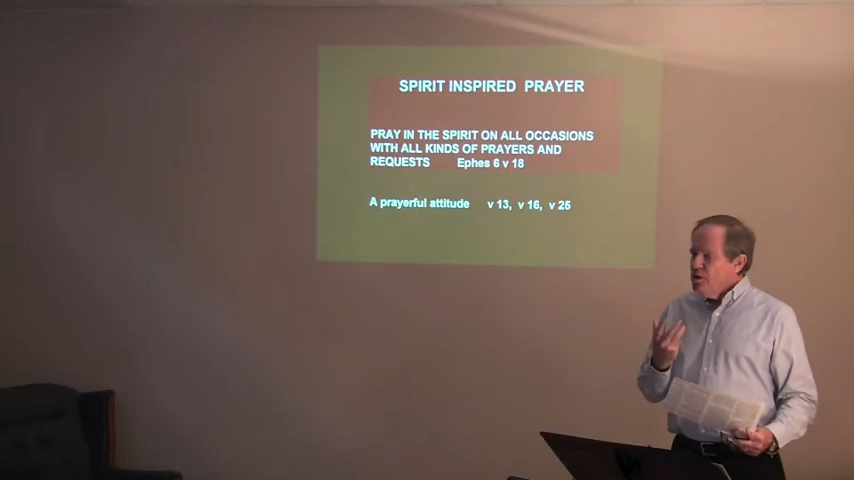 SPIRIT INSPIRED PRAYER
PRAY IN THE SPIRIT ON ALL OCCASIONS
WITH ALL KINDS OF PRAYERS AND
REQUESTS Ephes 6 v 18
A prayerful attitude v 13, v 16, v 25